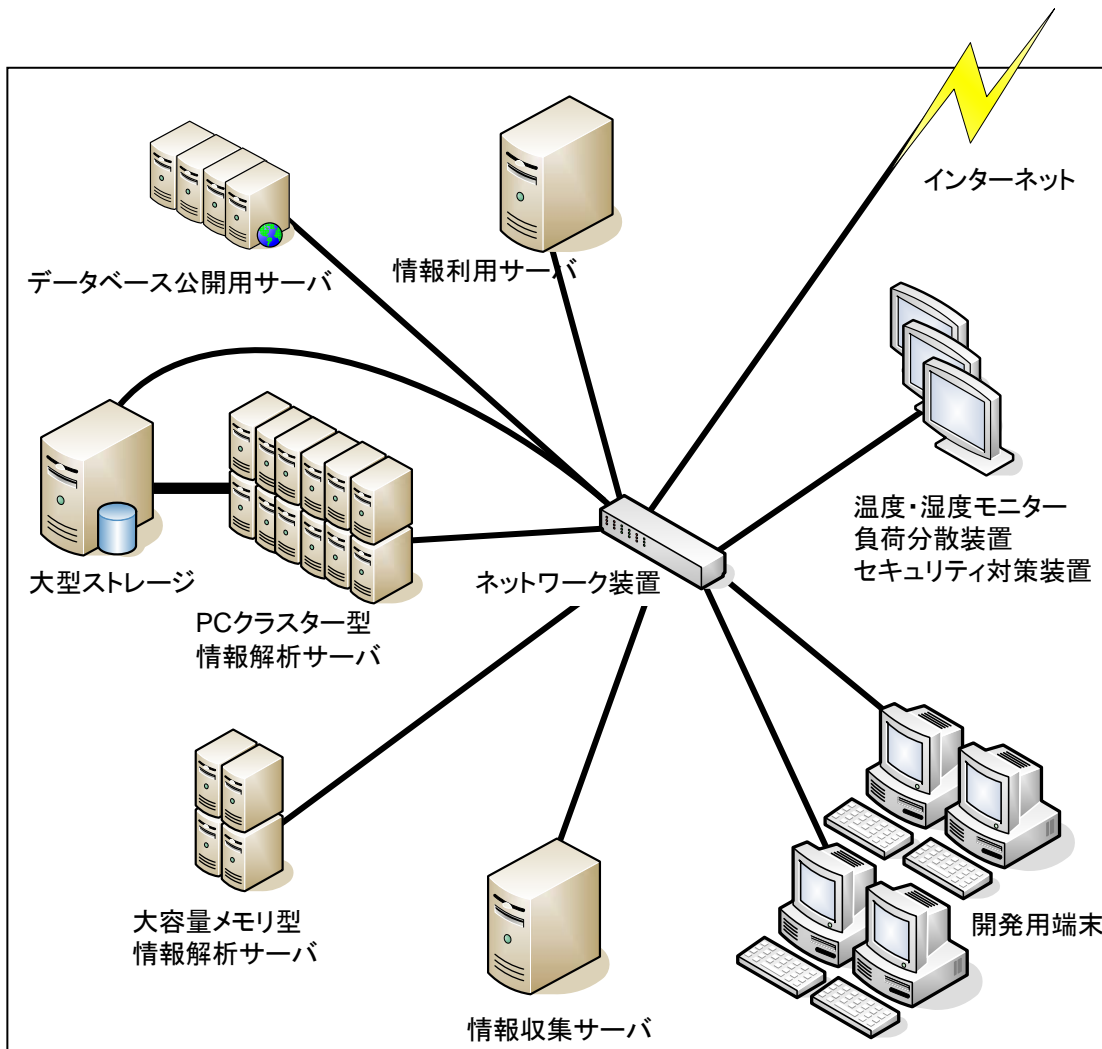 インターネット
データベース公開用サーバ
情報利用サーバ
温度・湿度モニター
負荷分散装置
セキュリティ対策装置
大型ストレージ
ネットワーク装置
PCクラスター型
情報解析サーバ
大容量メモリ型
情報解析サーバ
開発用端末
情報収集サーバ